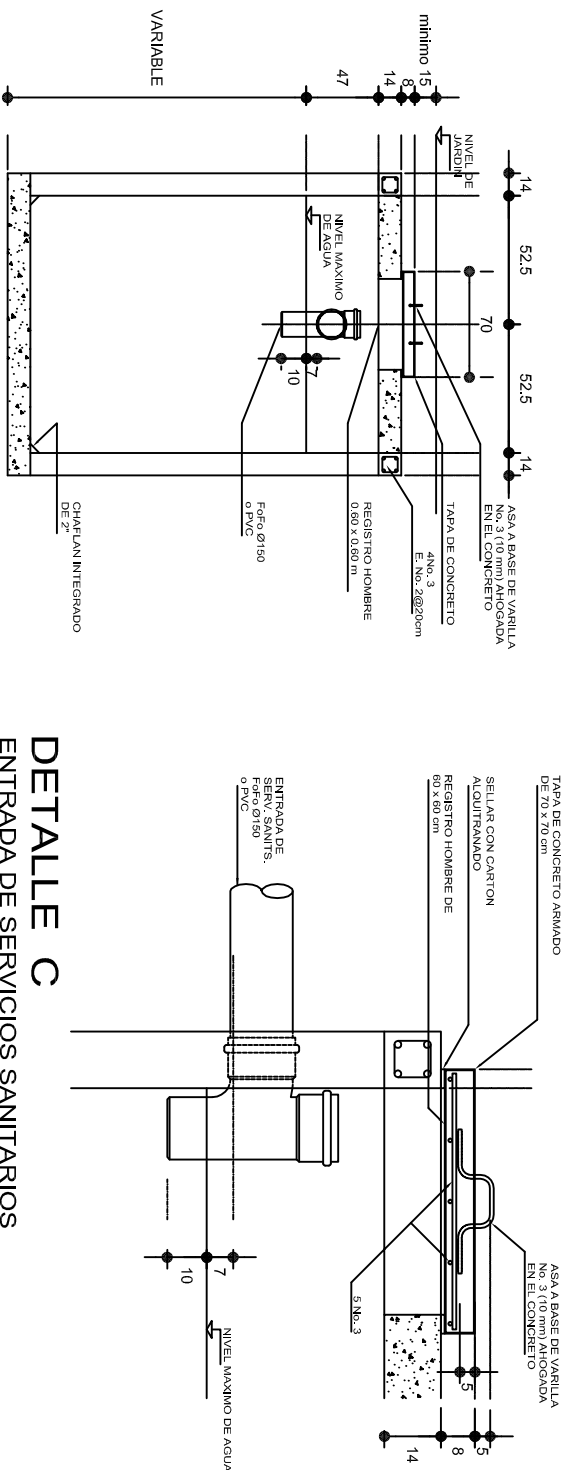 14
52.5
52.5
14
70
ASA A BASE DE VARILLA
No. 3 (10 mm) AHOGADA
EN EL CONCRETO
minimo 15
8
14
47
VARIABLE
NIVEL DE
JARDIN
TAPA DE CONCRETO
4No. 3
E. No. 2@20cm
REGISTRO HOMBRE
0.60 x 0.60 m
NIVEL MAXIMO
DE AGUA
7
10
FoFo Ø150
o PVC
CHAFLAN INTEGRADO
DE 2"
TAPA DE CONCRETO ARMADO
DE 70 x 70 cm
SELLAR CON CARTON
ALQUITRANADO
REGISTRO HOMBRE DE
60 x 60 cm
ASA A BASE DE VARILLA
No. 3 (10 mm) AHOGADA
EN EL CONCRETO
5
5
8
14
5 No. 3
ENTRADA DE
SERV. SANITS.
FoFo Ø150
o PVC
7
10
NIVEL MAXIMO DE AGUA
DETALLE C
ENTRADA DE SERVICIOS SANITARIOS